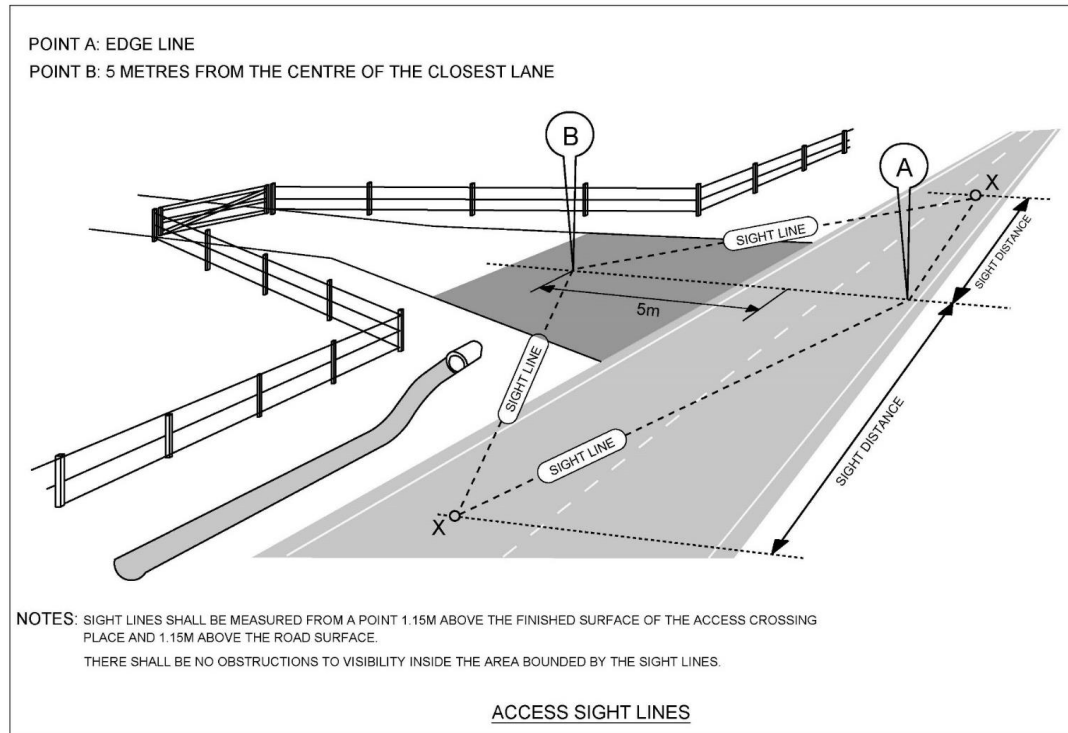 POINT A: EDGE LINE
POINT B: 5 METRES FROM THE CENTRE OF THE CLOSEST LANE
B
A
X
SIGHT LINE
SIGHT DISTANCE
5m
SIGHT LINE
SIGHT LINE
SIGHT DISTANCE
X
NOTES: SIGHT LINES SHALL BE MEASURED FROM A POINT 1.15M ABOVE THE FINISHED SURFACE OF THE ACCESS CROSSING
PLACE AND 1.15M ABOVE THE ROAD SURFACE.
THERE SHALL BE NO OBSTRUCTIONS TO VISIBILITY INSIDE THE AREA BOUNDED BY THE SIGHT LINES.
ACCESS SIGHT LINES